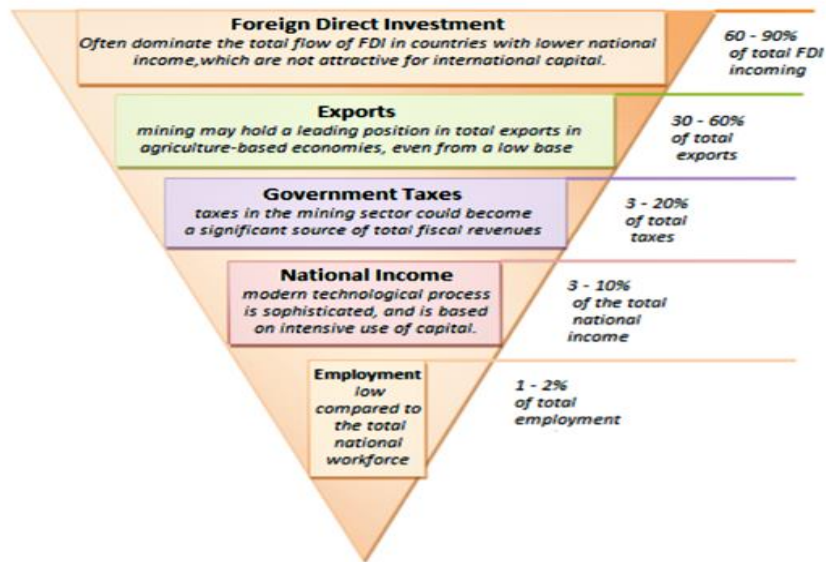 Foreign Direct Investment
Often dominate the total flow of FDI in countries with lower national
income,which are not attractive for international capital.
60 - 90%
of total FDI
incoming
Exports
mining may hold a leading position in total exports in
agriculture-based economies, even from a low base
30 - 60%
of total
exports
Government Taxes
taxes in the mining sector could become
a significant source of total fiscal revenues
3 - 20%
of total
taxes
National Income
modern technological process
is sophisticated, and is based
on intensive use of capital.
3 - 10%
of the total
national
income
Employment
low
compared to
the total
national
workforce
1 - 2%
of total
employment